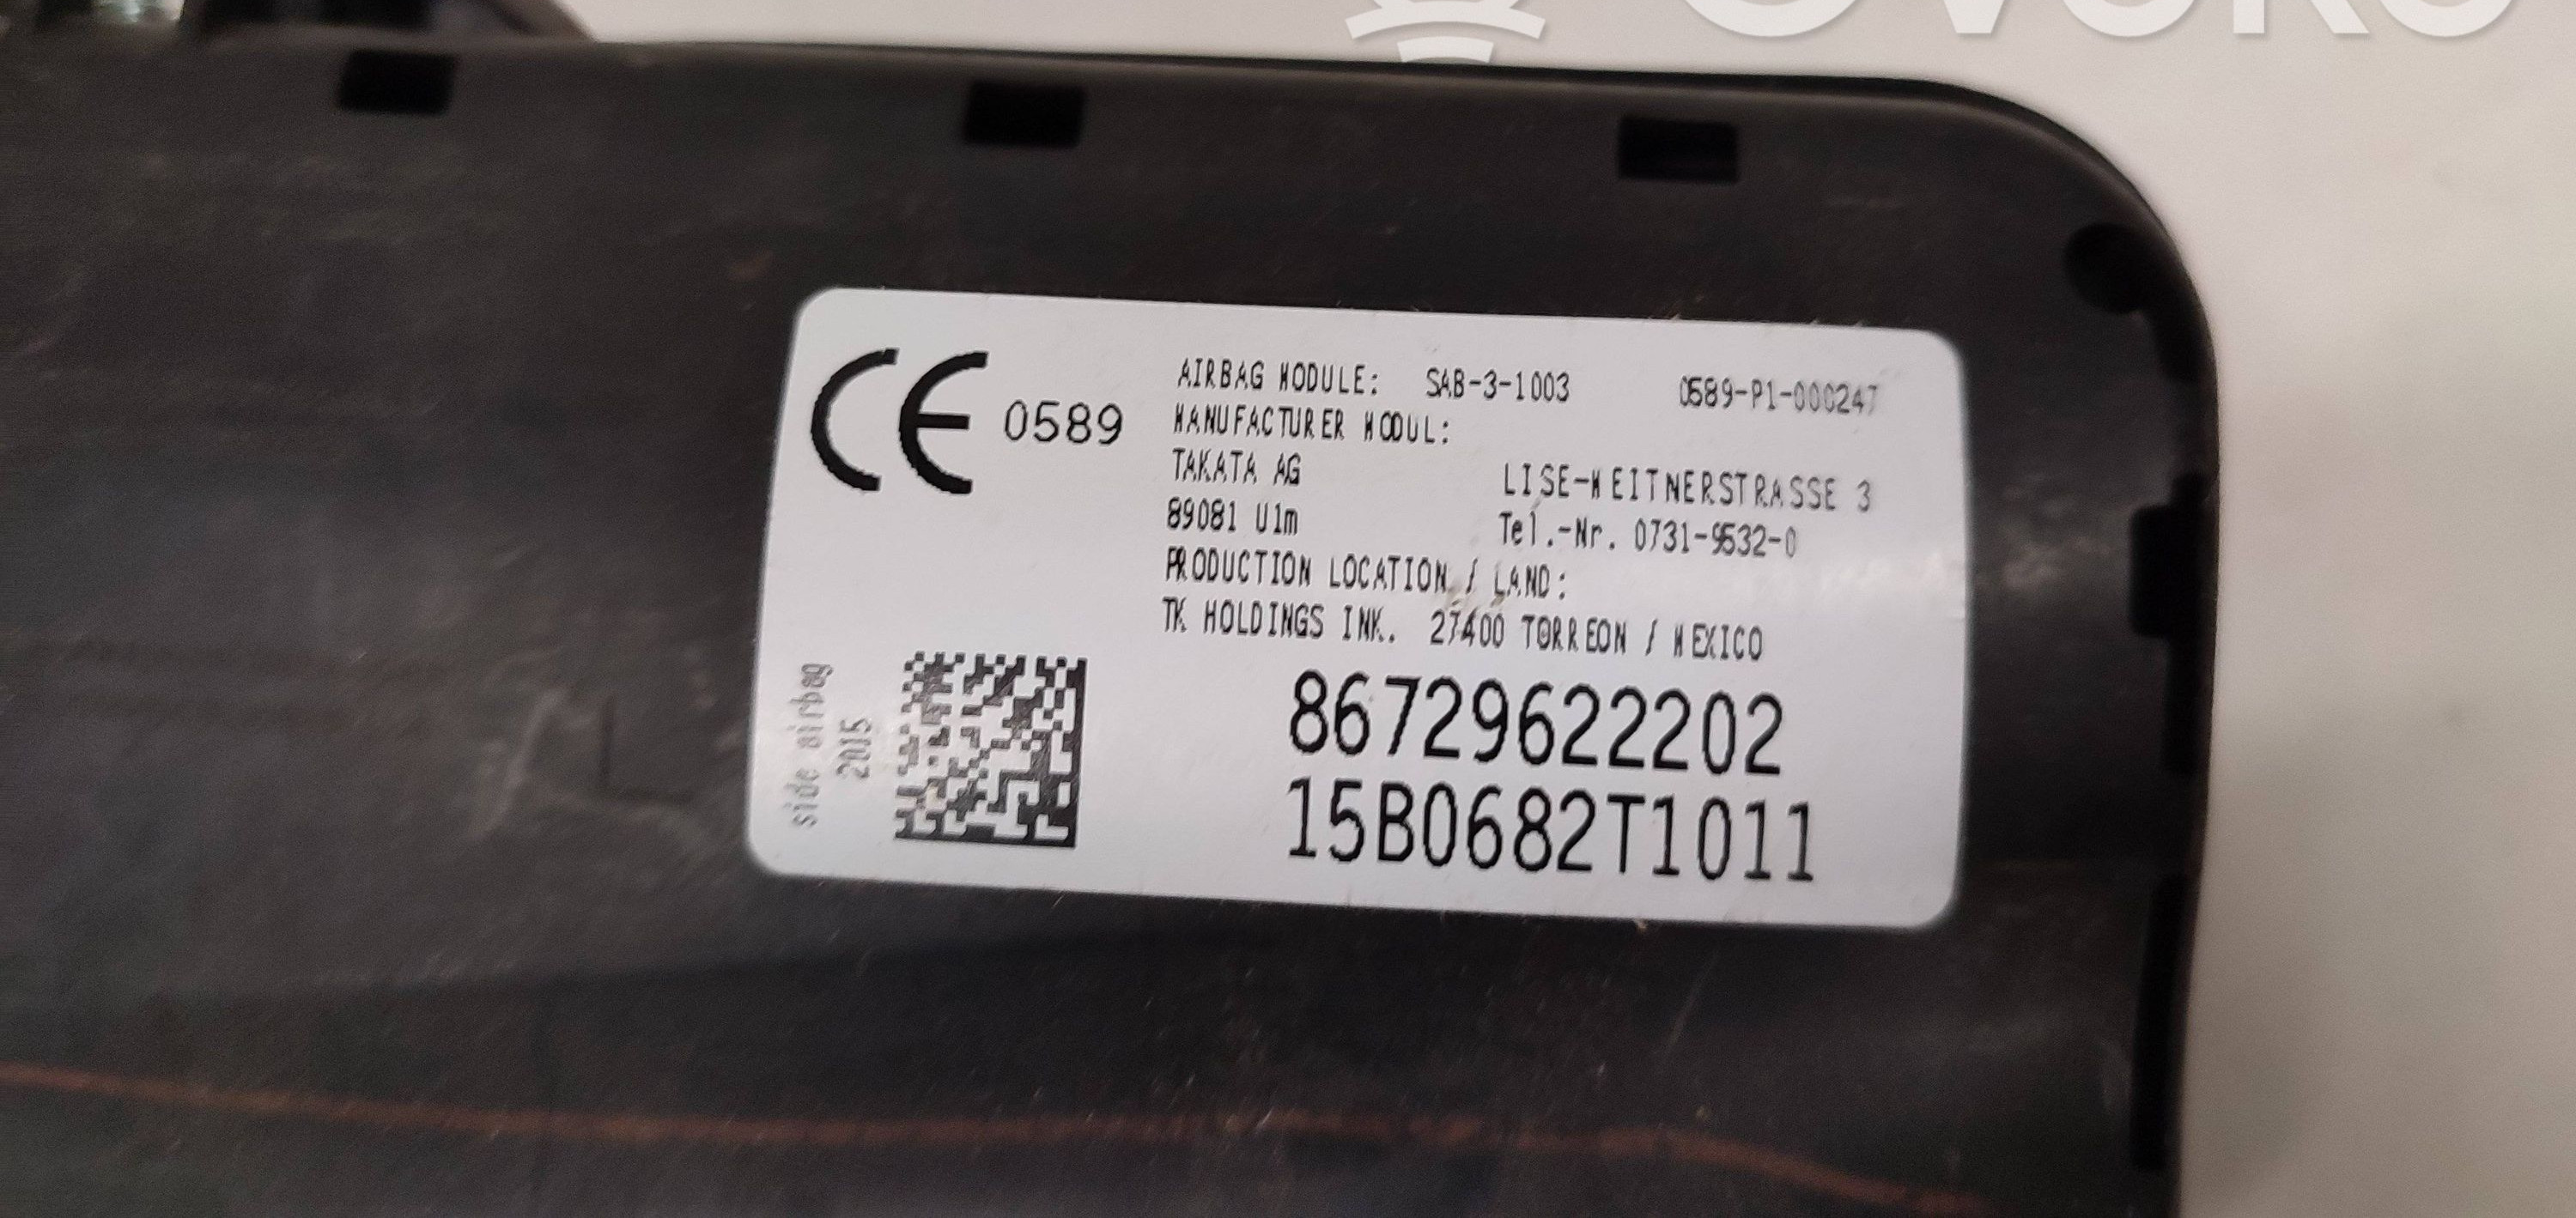 OVOKO
CE 0589
AIRBAG MODULE: SAB-3-1003 0589-P1-000247
MANUFACTURER MODUL:
TAKATA AG LISE-MEITNERSTRASSE 3
89081 Ulm Tel.-Nr. 0731-9532-0
PRODUCTION LOCATION / LAND:
TK HOLDINGS INK. 27400 TORREON / MEXICO
side airbag
2015
86729622202
15B0682T1011